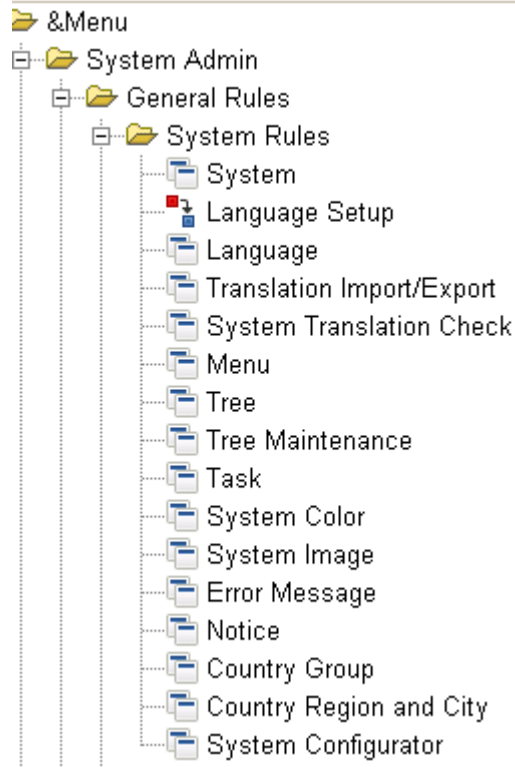 &Menu
System Admin
General Rules
System Rules
System
Language Setup
Language
Translation Import/Export
System Translation Check
Menu
Tree
Tree Maintenance
Task
System Color
System Image
Error Message
Notice
Country Group
Country Region and City
System Configurator